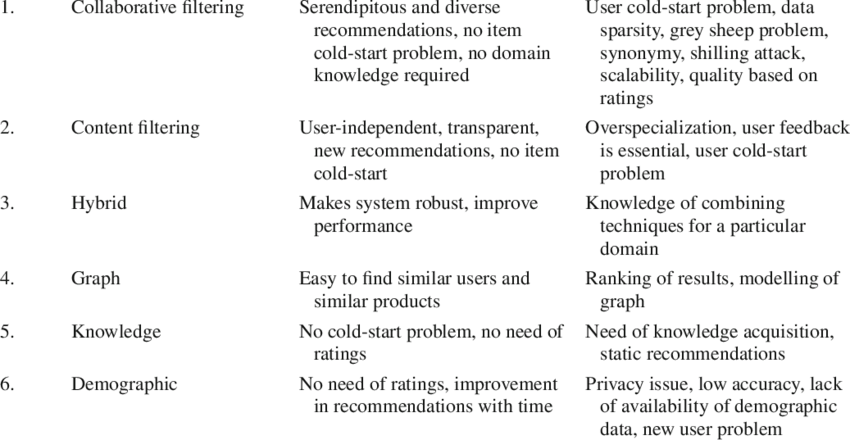 1. Collaborative filtering Serendipitous and diverse User cold-start problem, data
recommendations, no item sparsity, grey sheep problem,
cold-start problem, no domain synonymy, shilling attack,
knowledge required scalability, quality based on
ratings
2. Content filtering User-independent, transparent, Overspecialization, user feedback
new recommendations, no item is essential, user cold-start
cold-start problem
3. Hybrid Makes system robust, improve Knowledge of combining
performance techniques for a particular
domain
4. Graph Easy to find similar users and Ranking of results, modelling of
similar products graph
5. Knowledge No cold-start problem, no need of Need of knowledge acquisition,
ratings static recommendations
6. Demographic No need of ratings, improvement Privacy issue, low accuracy, lack
in recommendations with time of availability of demographic
data, new user problem